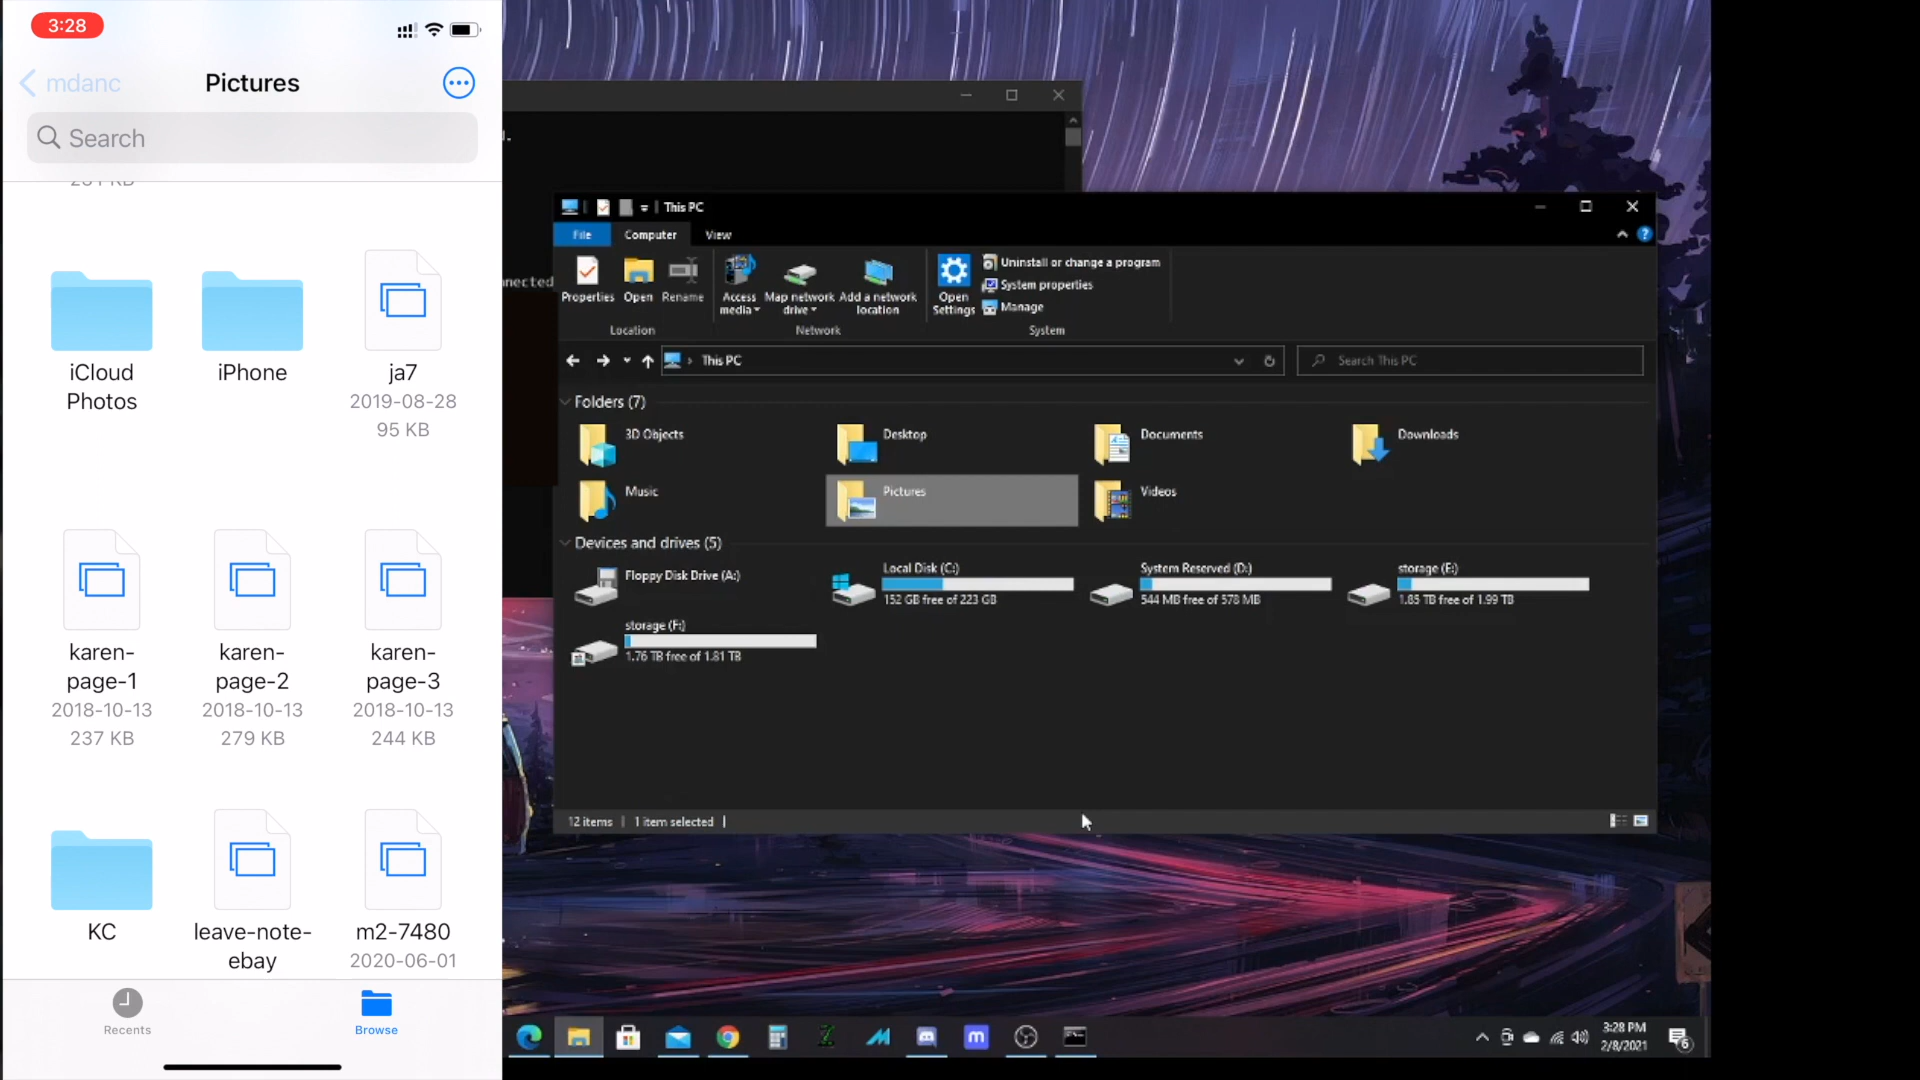 3:28
mdanc
Pictures
Search
iCloud
Photos
iPhone
ja7
2019-08-28
95 KB
karen-
page-1
2018-10-13
237 KB
karen-
page-2
2018-10-13
279 KB
karen-
page-3
2018-10-13
244 KB
KC
leave-note-
ebay
m2-7480
2020-06-01
Recents
Browse
nnected
This PC
File
Computer
View
Properties
Open
Rename
Access
media
Map network
drive
Add a network
location
Open
Settings
Uninstall or change a program
System properties
Manage
Location
Network
System
This PC
Search This PC
Folders (7)
3D Objects
Desktop
Documents
Downloads
Music
Pictures
Videos
Devices and drives (5)
Floppy Disk Drive (A:)
Local Disk (C:)
152 GB free of 223 GB
System Reserved (D:)
544 MB free of 578 MB
storage (E:)
1.85 TB free of 1.99 TB
storage (F:)
1.76 TB free of 1.81 TB
12 items
1 item selected
3:28 PM
2/8/2021
6